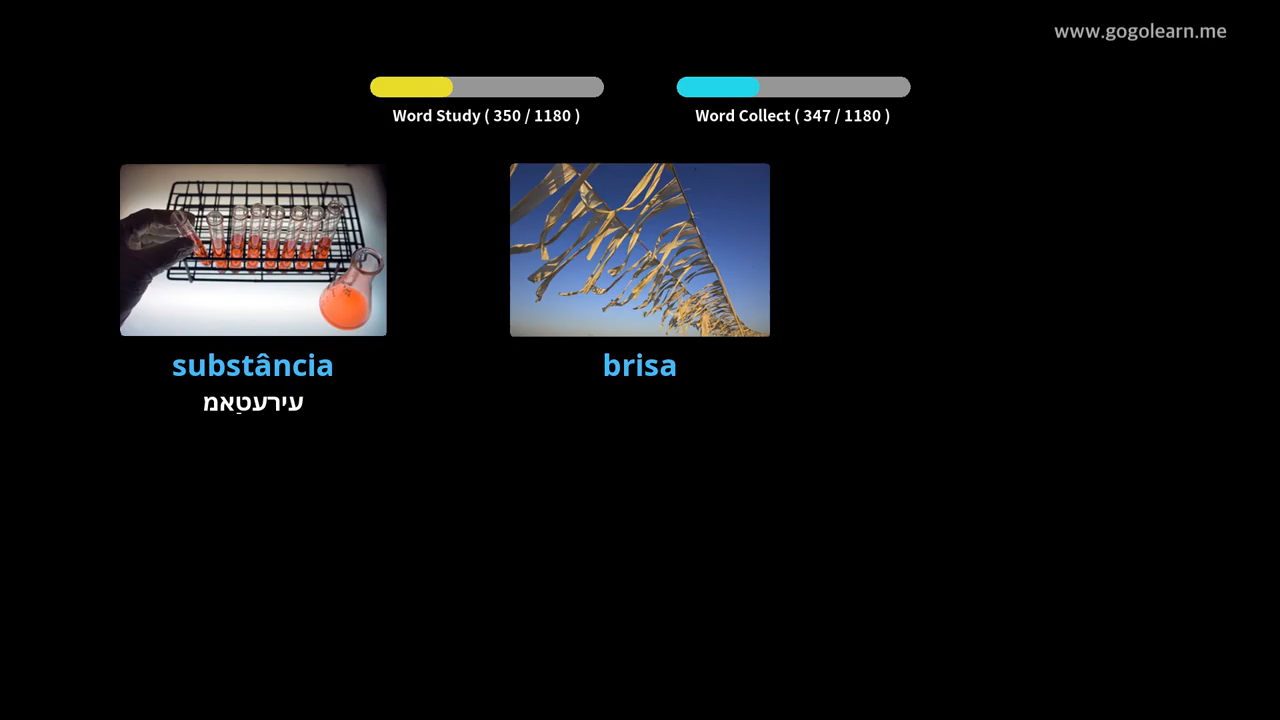 www.gogolearn.me
Word Study ( 350 / 1180 )
Word Collect ( 347 / 1180 )
substância
עירעטַאמ
brisa